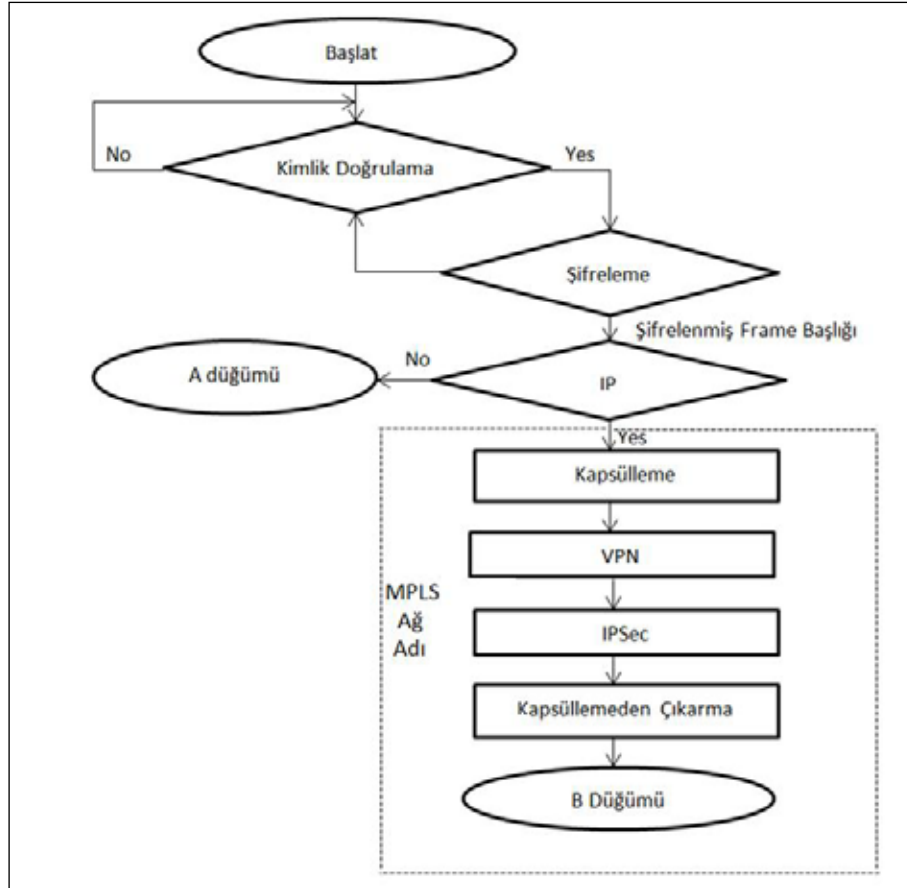 Başlat
No
Kimlik Doğrulama
Yes
Şifreleme
Şifrelenmiş Frame Başlığı
A düğümü
No
IP
Yes
Kapsülleme
VPN
MPLS
Ağ
Adı
IPSec
Kapsüllemeden Çıkarma
B Düğümü